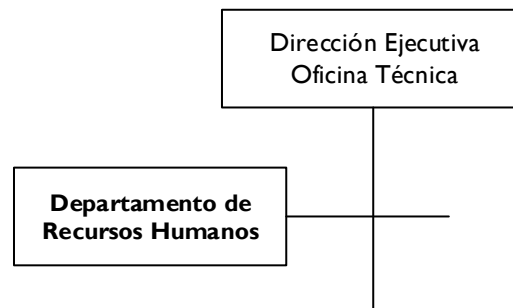 Dirección Ejecutiva
Oficina Técnica
Departamento de
Recursos Humanos